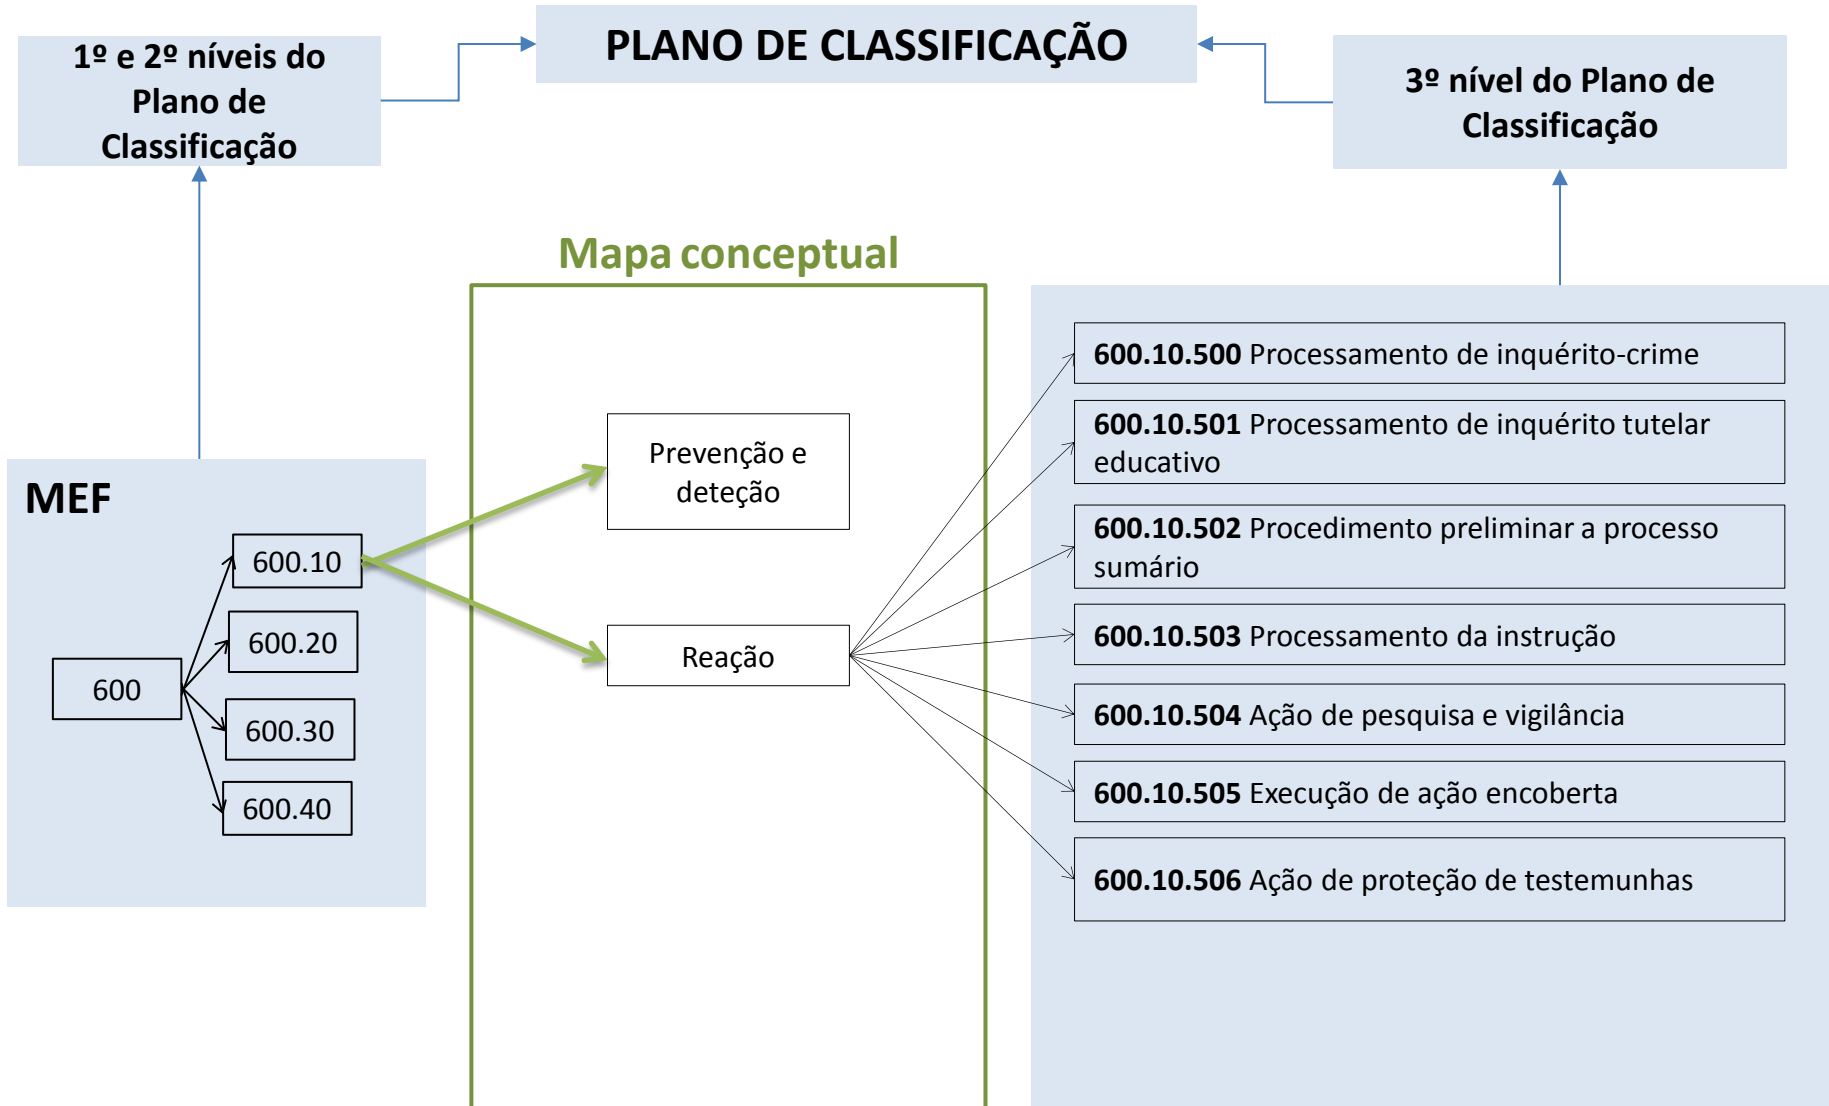 1º e 2º níveis do
Plano de
Classificação
PLANO DE CLASSIFICAÇÃO
3º nível do Plano de
Classificação
Mapa conceptual
MEF
600
600.10
600.20
600.30
600.40
Prevenção e
deteção
Reação
600.10.500 Processamento de inquérito-crime
600.10.501 Processamento de inquérito tutelar
educativo
600.10.502 Procedimento preliminar a processo
sumário
600.10.503 Processamento da instrução
600.10.504 Ação de pesquisa e vigilância
600.10.505 Execução de ação encoberta
600.10.506 Ação de proteção de testemunhas